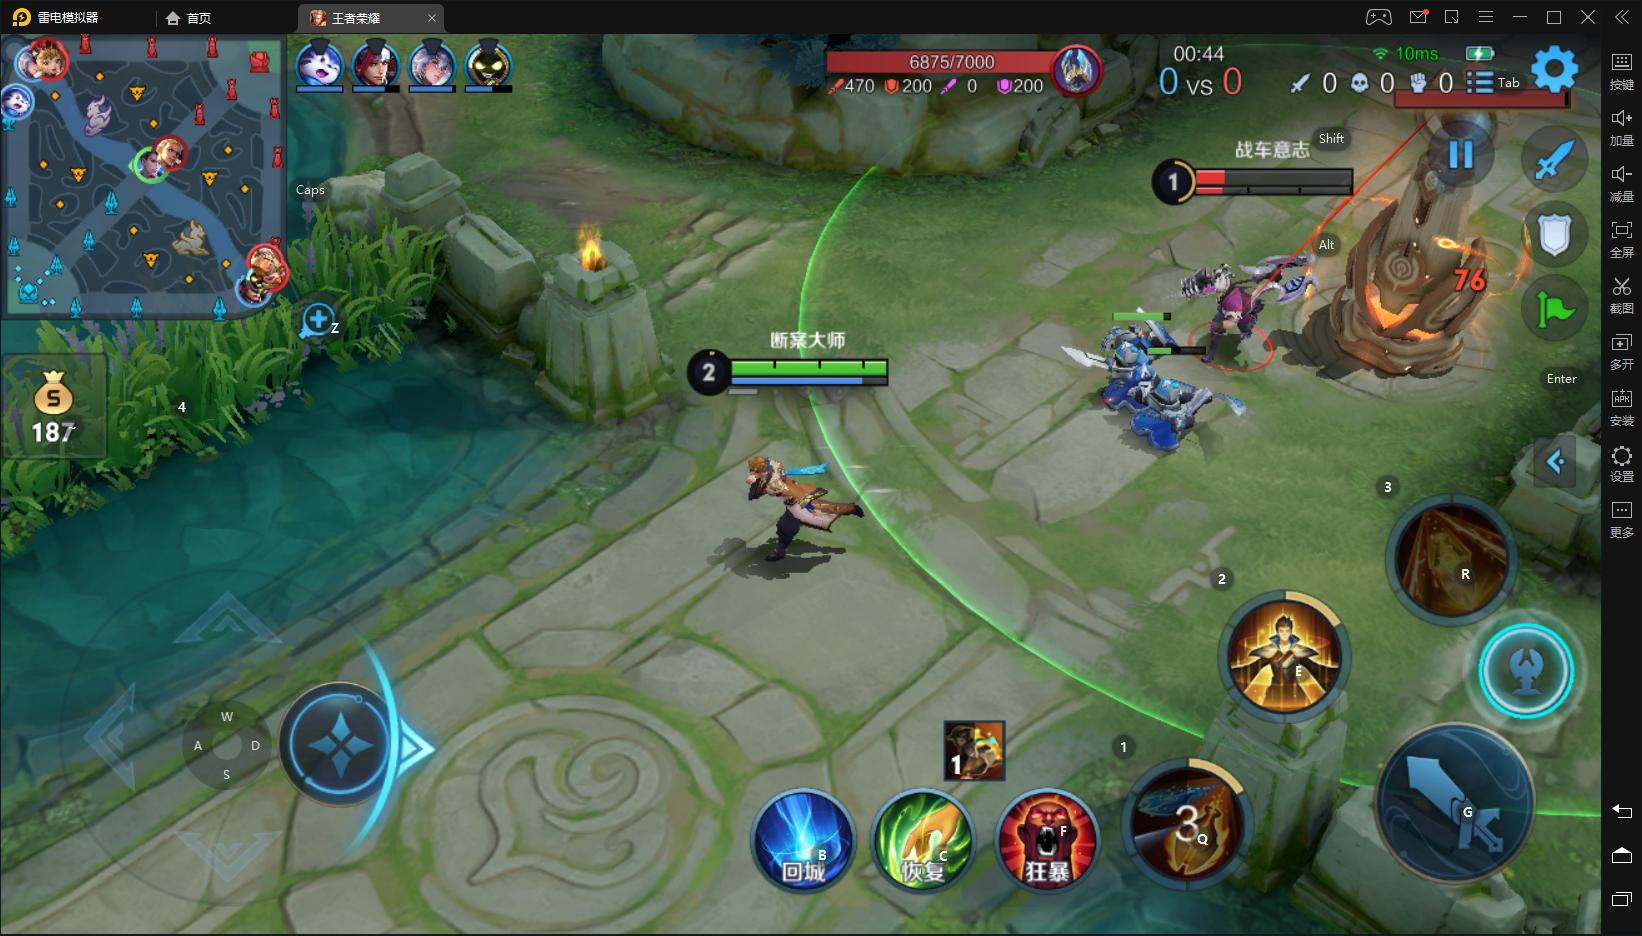 雷电模拟器
首页
王者荣耀
6875/7000
470 200 0 200
00:44
0 VS 0
10ms
0 0 0 Tab
按键
加量
减量
全屏
截图
多开
安装
设置
更多
Shift
战车意志
1
Caps
Alt
76
Z
断案大师
2
Enter
S
187
4
3
R
2
E
W
A D
S
1
1
3
Q
G
B
回城
C
恢复
F
狂暴
APK